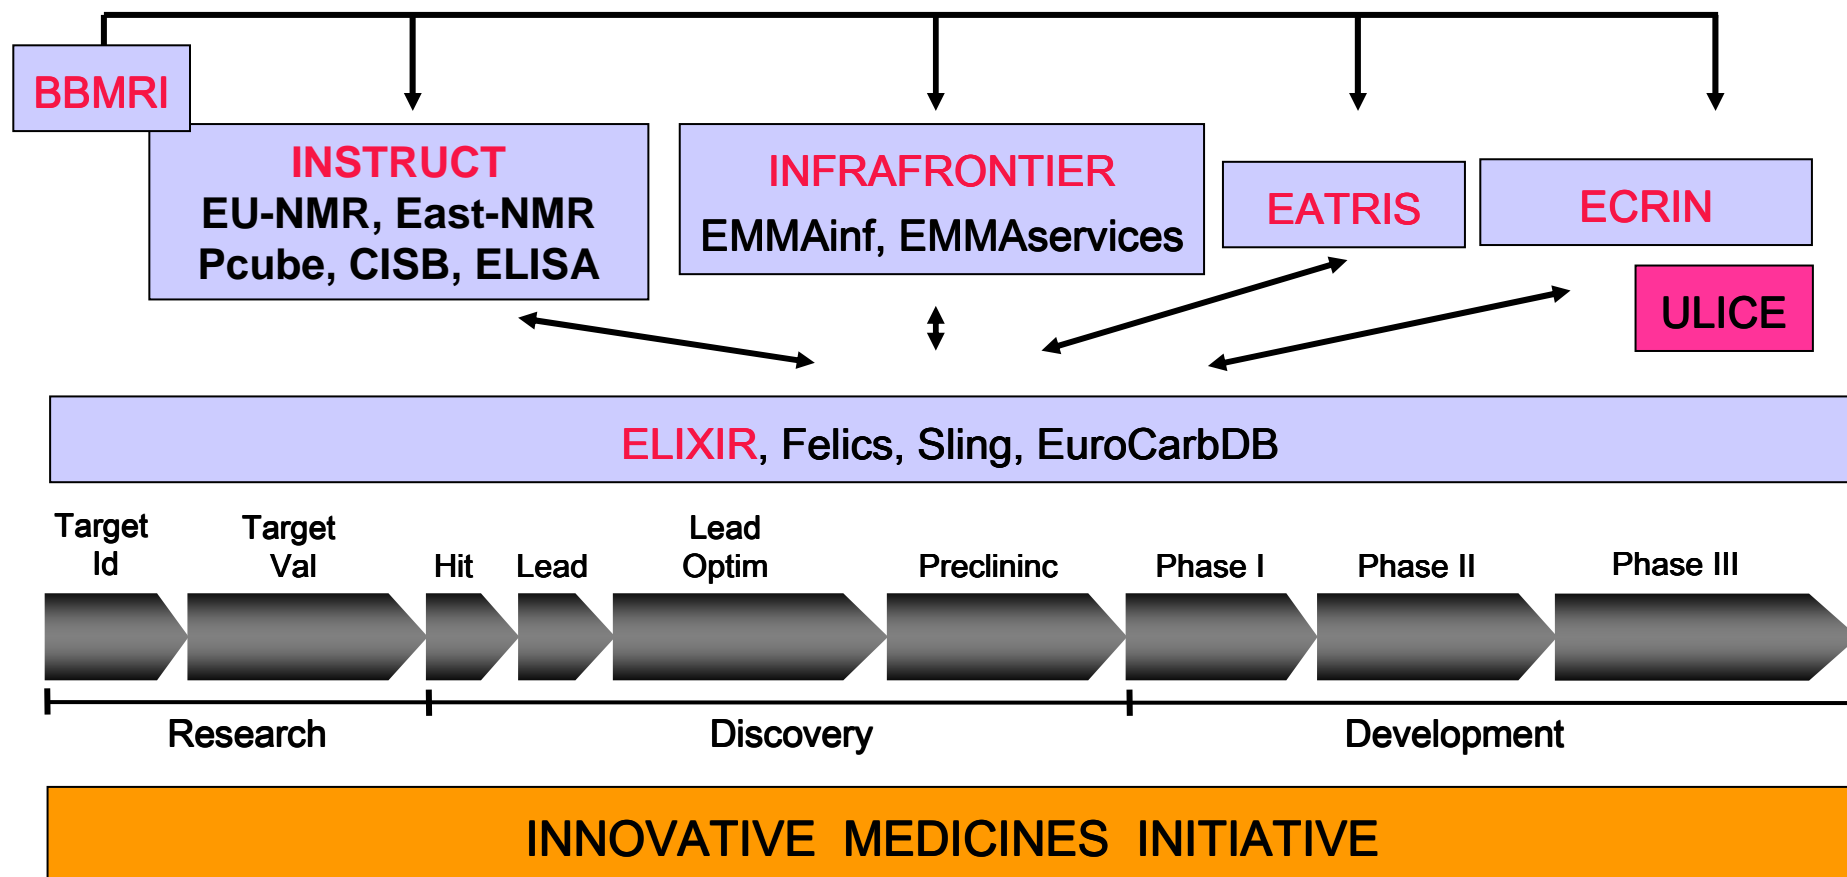 BBMRI
INSTRUCT
EU-NMR, East-NMR
Pcube, CISB, ELISA
INFRAFRONTIER
EMMAinf, EMMAservices
EATRIS
ECRIN
ULICE
ELIXIR, Felics, Sling, EuroCarbDB
Target
Id
Target
Val
Hit
Lead
Lead
Optim
Preclininc
Phase I
Phase II
Phase III
Research
Discovery
Development
INNOVATIVE MEDICINES INITIATIVE